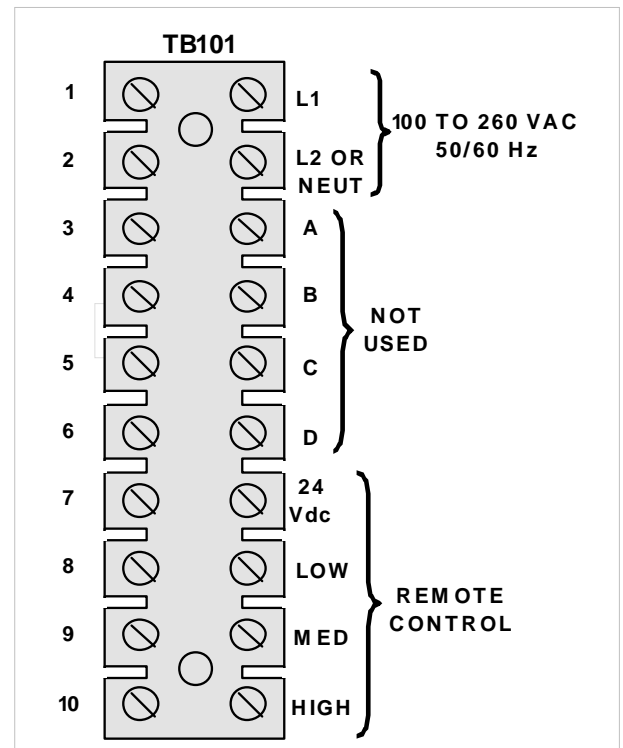 TB101
1
L1
2
L2 OR
NEUT
100 TO 260 VAC
50/60 Hz
3
A
4
B
5
C
6
D
NOT
USED
7
24
Vdc
8
LOW
9
MED
10
HIGH
REMOTE
CONTROL